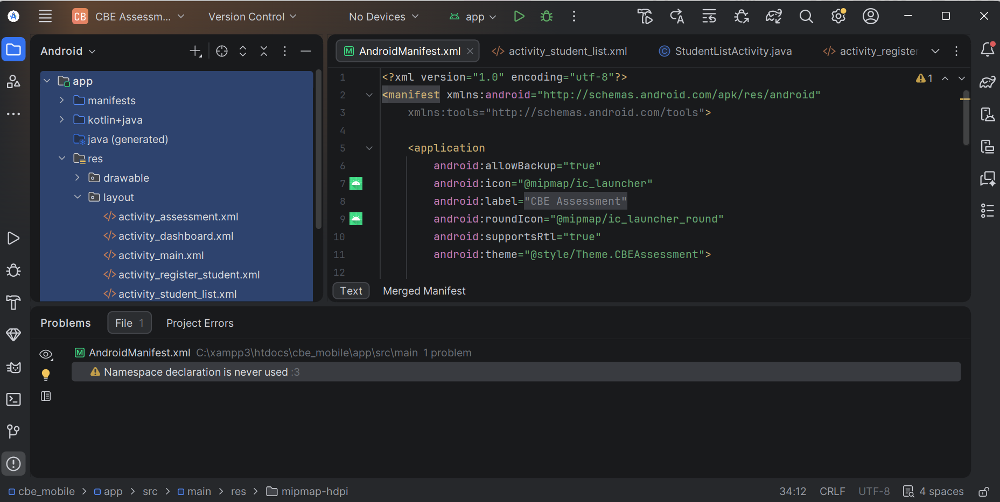 CB CBE Assessm... Version Control No Devices app
Android
app
manifests
kotlin+java
java (generated)
res
drawable
layout
activity_assessment.xml
activity_dashboard.xml
activity_main.xml
activity_register_student.xml
activity_student_list.xml
AndroidManifest.xml activity_student_list.xml StudentListActivity.java activity_register
1 <?xml version="1.0" encoding="utf-8"?>
2 <manifest xmlns:android="http://schemas.android.com/apk/res/android"
3 xmlns:tools="http://schemas.android.com/tools">
4
5 <application
6 android:allowBackup="true"
7 android:icon="@mipmap/ic_launcher"
8 android:label="CBE Assessment"
9 android:roundIcon="@mipmap/ic_launcher_round"
10 android:supportsRtl="true"
11 android:theme="@style/Theme.CBEAssessment">
12
1
Text Merged Manifest
Problems File 1 Project Errors
AndroidManifest.xml C:\xampp3\htdocs\cbe_mobile\app\src\main 1 problem
Namespace declaration is never used :3
cbe_mobile > app > src > main > res > mipmap-hdpi 34:12 CRLF UTF-8 4 spaces